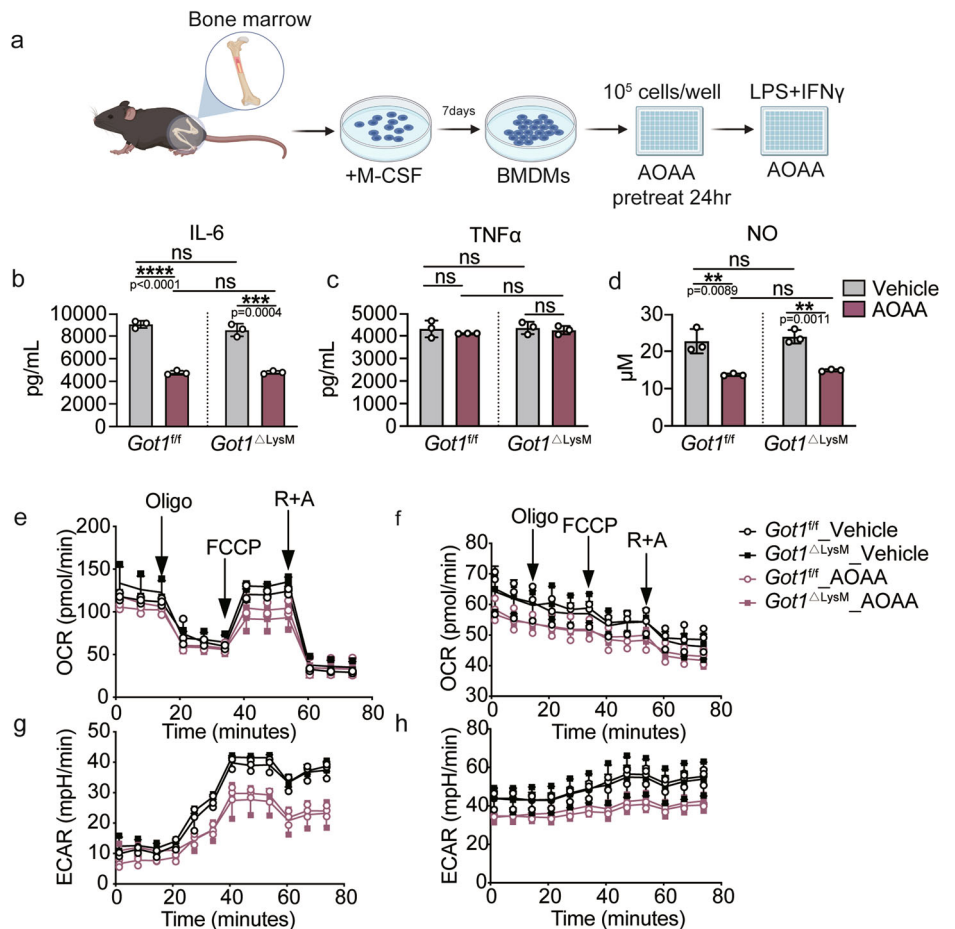 a
Bone marrow
+M-CSF
7days
BMDMs
10⁵ cells/well
AOAA
pretreat 24hr
LPS+IFNγ
AOAA
b
IL-6
ns
****
p<0.0001
ns
***
p=0.0004
pg/mL
10000
8000
6000
4000
2000
0
Got1f/f
Got1△LysM
c
TNFα
ns
ns
ns
ns
pg/mL
5000
4000
3000
2000
1000
0
Got1f/f
Got1△LysM
d
NO
ns
**
p=0.0089
ns
**
p=0.0011
μM
30
20
10
0
Got1f/f
Got1△LysM
Vehicle
AOAA
e
Oligo
FCCP
R+A
OCR (pmol/min)
200
150
100
50
0
0 20 40 60 80
Time (minutes)
f
Oligo
FCCP
R+A
OCR (pmol/min)
80
70
60
50
40
30
0 20 40 60 80
Time (minutes)
Got1f/f_Vehicle
Got1△LysM_Vehicle
Got1f/f_AOAA
Got1△LysM_AOAA
g
ECAR (mpH/min)
50
40
30
20
10
0
0 20 40 60 80
Time (minutes)
h
ECAR (mpH/min)
80
60
40
20
0
0 20 40 60 80
Time (minutes)